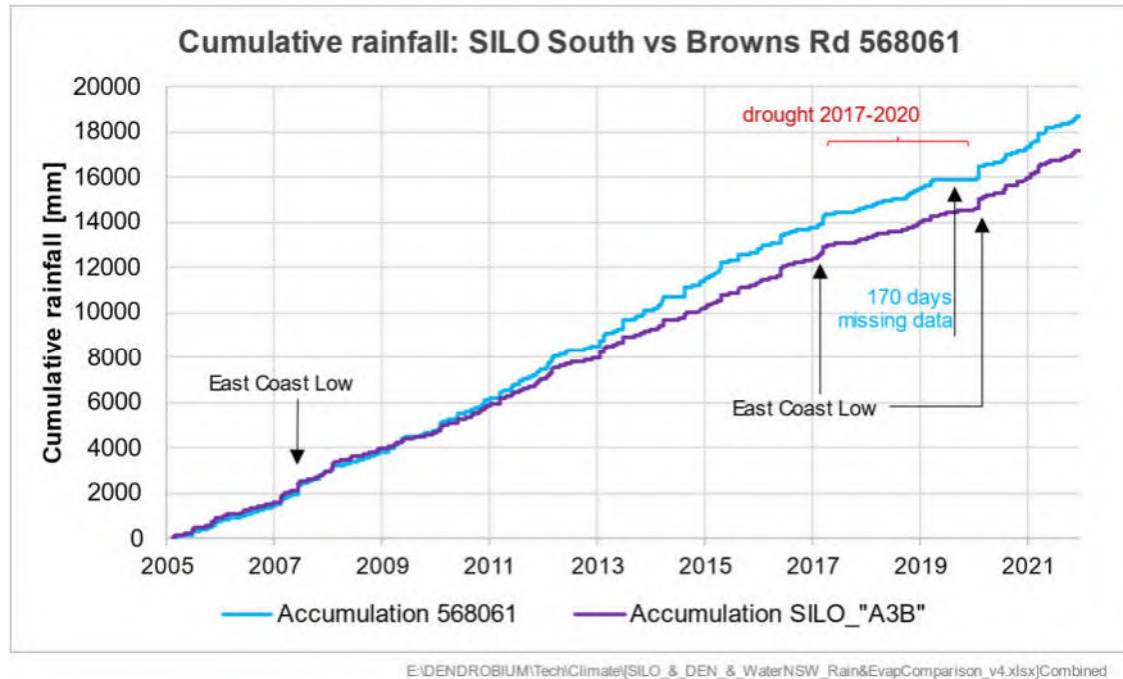 Cumulative rainfall: SILO South vs Browns Rd 568061
Cumulative rainfall [mm]
20000
18000
16000
14000
12000
10000
8000
6000
4000
2000
0
drought 2017-2020
170 days
missing data
East Coast Low
East Coast Low
2005
2007
2009
2011
2013
2015
2017
2019
2021
Accumulation 568061
Accumulation SILO_"A3B"
E:\DENDROBIUM\Tech\Climate\[SILO_&_DEN_&_WaterNSW_Rain&EvapComparison_v4.xlsx]Combined